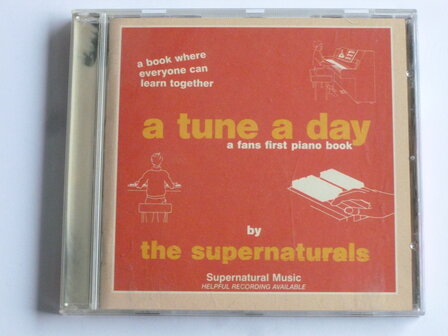 a book where
everyone can
learn together
a tune a day
a fans first piano book
by
the supernaturals
Supernatural Music
HELPFUL RECORDING AVAILABLE